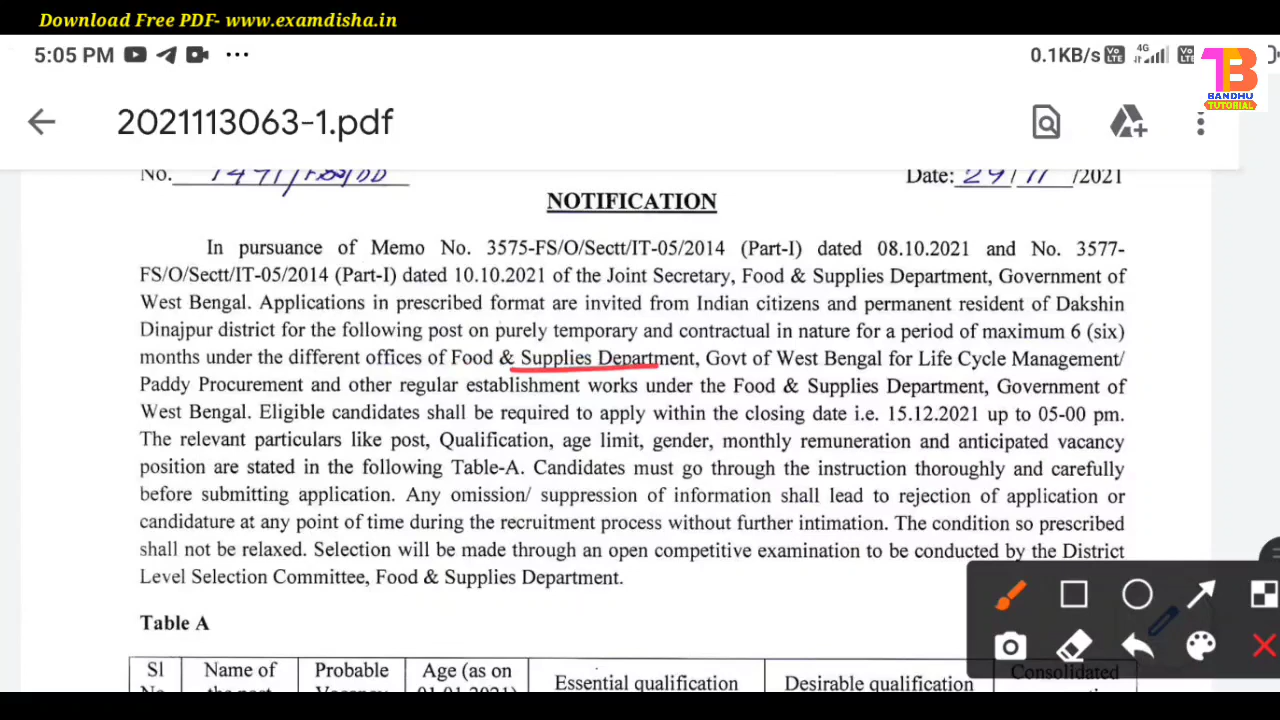 Download Free PDF- www.examdisha.in
5:05 PM
0.1KB/s Vo LTE 4G Vo LTE
TB
BANDHU
TUTORIAL
2021113063-1.pdf
No. Date: 29/11/2021
NOTIFICATION
In pursuance of Memo No. 3575-FS/O/Sectt/IT-05/2014 (Part-I) dated 08.10.2021 and No. 3577-
FS/O/Sectt/IT-05/2014 (Part-I) dated 10.10.2021 of the Joint Secretary, Food & Supplies Department, Government of
West Bengal. Applications in prescribed format are invited from Indian citizens and permanent resident of Dakshin
Dinajpur district for the following post on purely temporary and contractual in nature for a period of maximum 6 (six)
months under the different offices of Food & Supplies Department, Govt of West Bengal for Life Cycle Management/
Paddy Procurement and other regular establishment works under the Food & Supplies Department, Government of
West Bengal. Eligible candidates shall be required to apply within the closing date i.e. 15.12.2021 up to 05-00 pm.
The relevant particulars like post, Qualification, age limit, gender, monthly remuneration and anticipated vacancy
position are stated in the following Table-A. Candidates must go through the instruction thoroughly and carefully
before submitting application. Any omission/ suppression of information shall lead to rejection of application or
candidature at any point of time during the recruitment process without further intimation. The condition so prescribed
shall not be relaxed. Selection will be made through an open competitive examination to be conducted by the District
Level Selection Committee, Food & Supplies Department.
Table A
Sl Name of Probable Age (as on Essential qualification Desirable qualification Consolidated